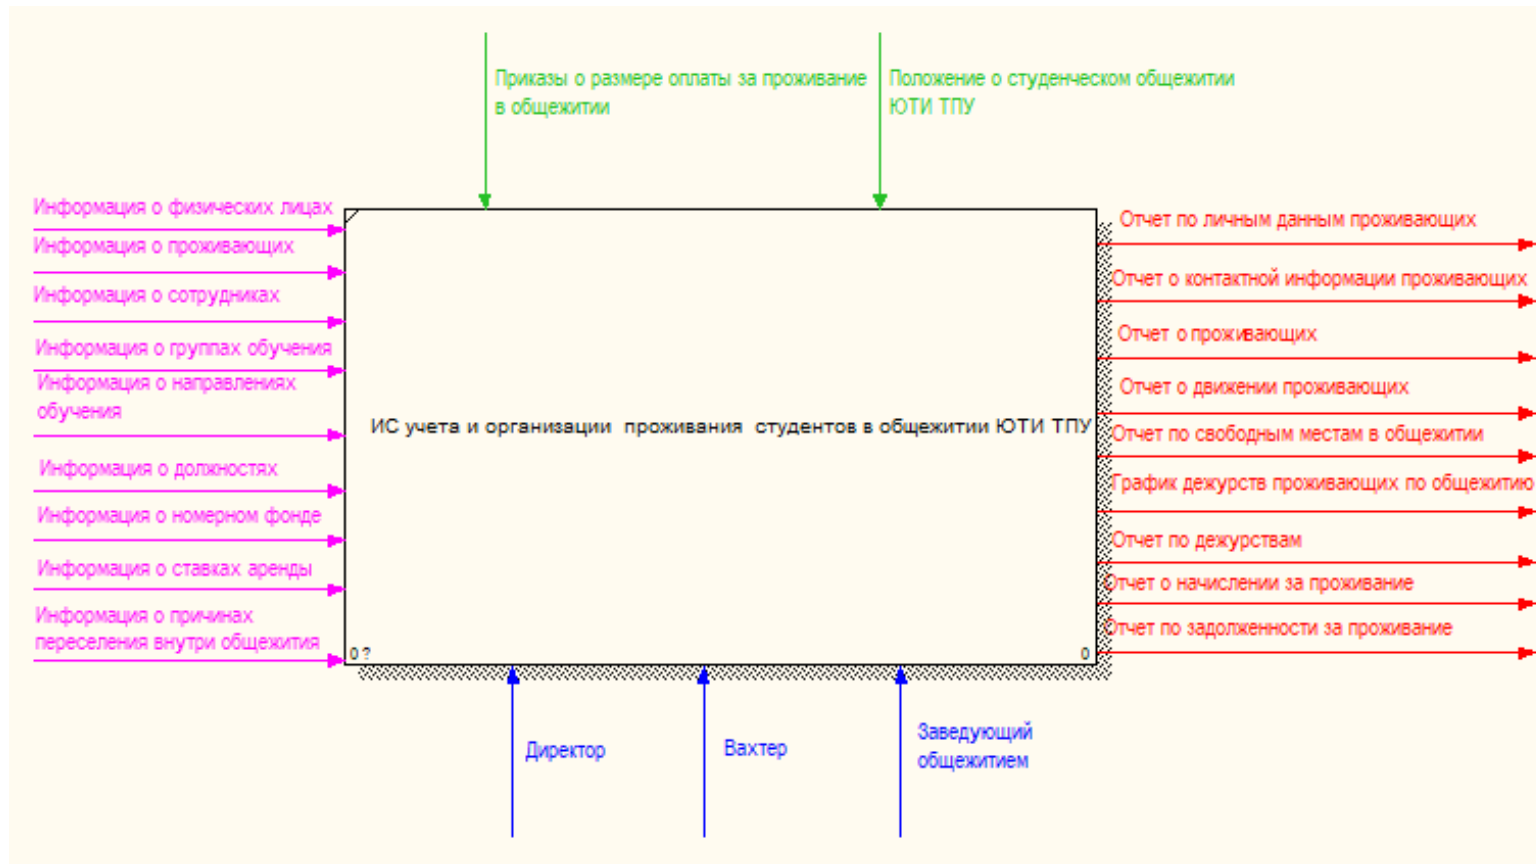 Приказы о размере оплаты за проживание
в общежитии
Положение о студенческом общежитии
ЮТИ ТПУ
Информация о физических лицах
Информация о проживающих
Информация о сотрудниках
Информация о группах обучения
Информация о направлениях
обучения
Информация о должностях
Информация о номерном фонде
Информация о ставках аренды
Информация о причинах
переселения внутри общежития
ИС учета и организации проживания студентов в общежитии ЮТИ ТПУ
0 ?
0
Отчет по личным данным проживающих
Отчет о контактной информации проживающих
Отчет о проживающих
Отчет о движении проживающих
Отчет по свободным местам в общежитии
График дежурств проживающих по общежитию
Отчет по дежурствам
Отчет о начислении за проживание
Отчет по задолженности за проживание
Директор
Вахтер
Заведующий
общежитием